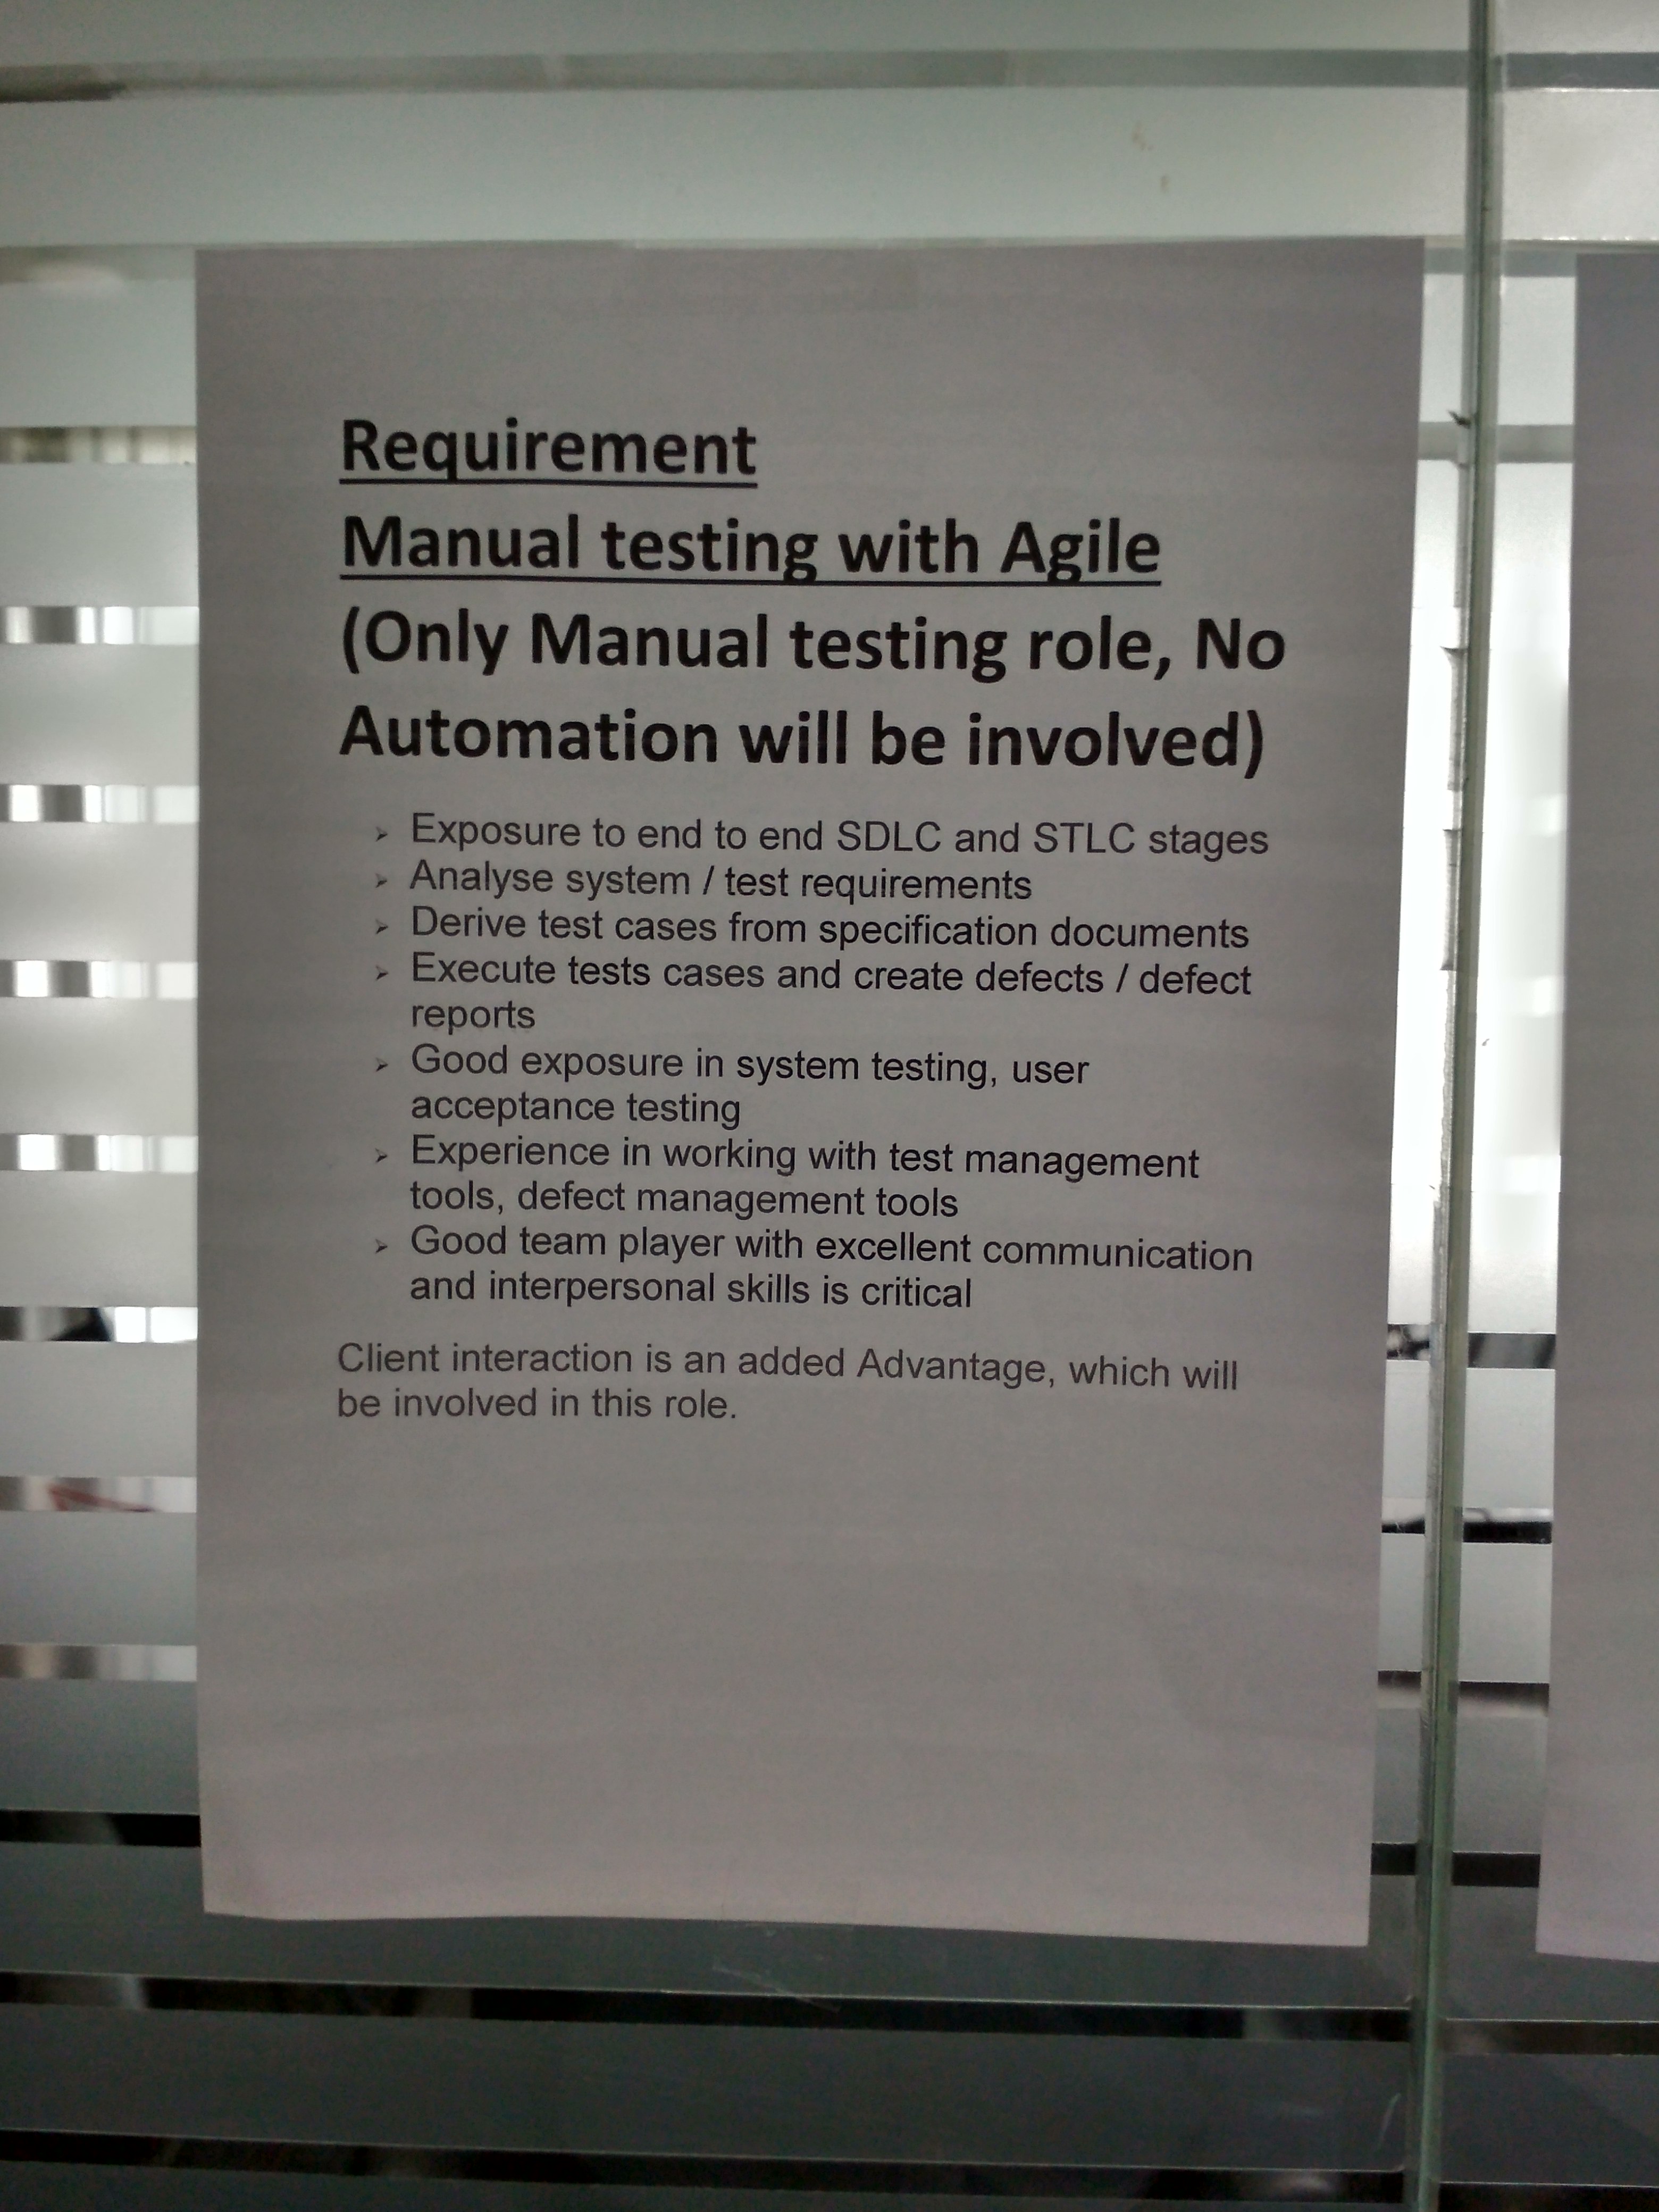 Requirement
Manual testing with Agile
(Only Manual testing role, No
Automation will be involved)
➢ Exposure to end to end SDLC and STLC stages
➢ Analyse system / test requirements
➢ Derive test cases from specification documents
➢ Execute tests cases and create defects / defect
reports
➢ Good exposure in system testing, user
acceptance testing
➢ Experience in working with test management
tools, defect management tools
➢ Good team player with excellent communication
and interpersonal skills is critical
Client interaction is an added Advantage, which will
be involved in this role.